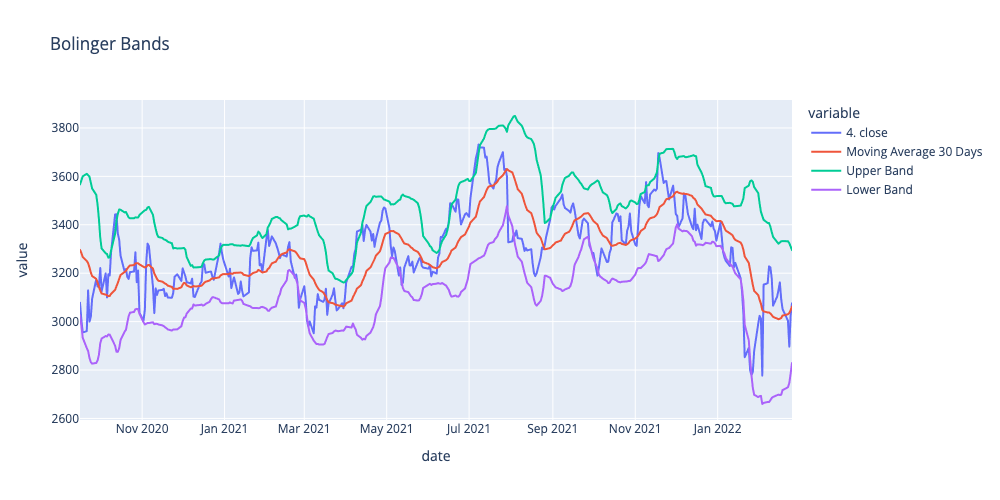 Bolinger Bands
variable
4. close
Moving Average 30 Days
Upper Band
Lower Band
value
3800
3600
3400
3200
3000
2800
2600
Nov 2020
Jan 2021
Mar 2021
May 2021
Jul 2021
Sep 2021
Nov 2021
Jan 2022
date